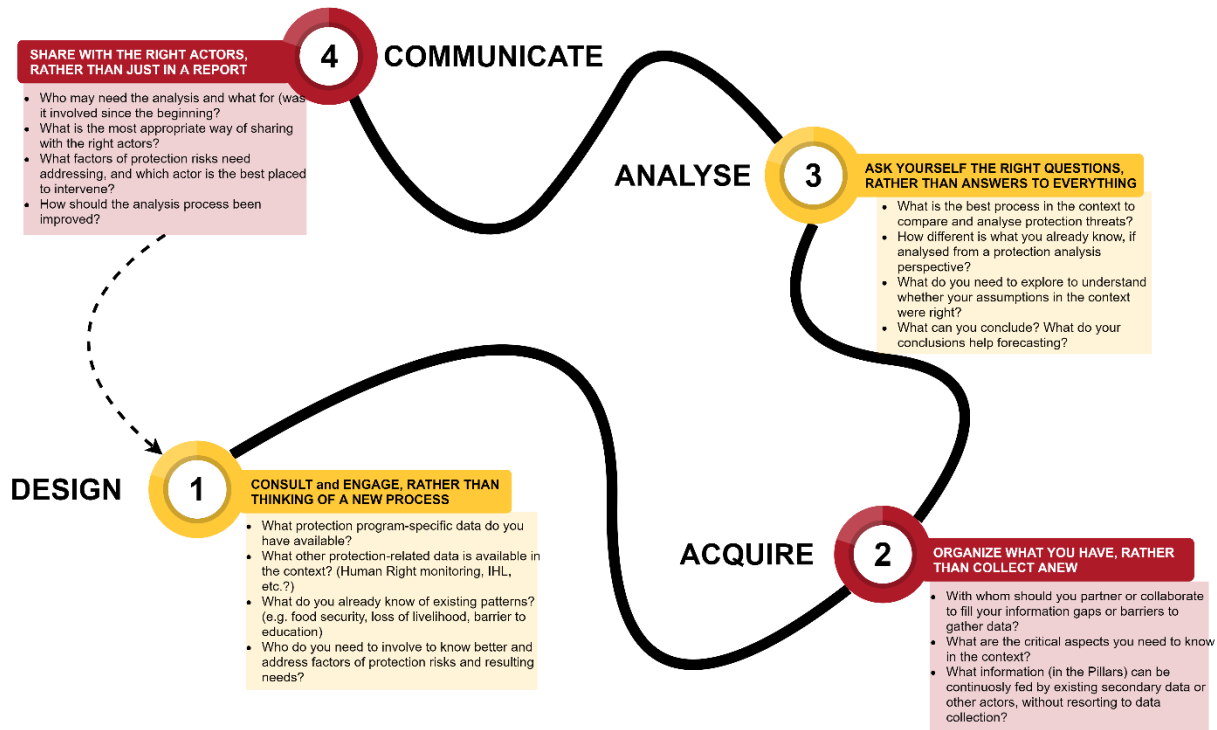 4
COMMUNICATE
SHARE WITH THE RIGHT ACTORS,
RATHER THAN JUST IN A REPORT
• Who may need the analysis and what for (was
it involved since the beginning?
• What is the most appropriate way of sharing
with the right actors?
• What factors of protection risks need
addressing, and which actor is the best placed
to intervene?
• How should the analysis process been
improved?
ANALYSE
3
ASK YOURSELF THE RIGHT QUESTIONS,
RATHER THAN ANSWERS TO EVERYTHING
• What is the best process in the context to
compare and analyse protection threats?
• How different is what you already know, if
analysed from a protection analysis
perspective?
• What do you need to explore to understand
whether your assumptions in the context
were right?
• What can you conclude? What do your
conclusions help forecasting?
DESIGN
1
CONSULT and ENGAGE, RATHER THAN
THINKING OF A NEW PROCESS
• What protection program-specific data do you
have available?
• What other protection-related data is available in
the context? (Human Right monitoring, IHL,
etc.?)
• What do you already know of existing patterns?
(e.g. food security, loss of livelihood, barrier to
education)
• Who do you need to involve to know better and
address factors of protection risks and resulting
needs?
ACQUIRE
2
ORGANIZE WHAT YOU HAVE, RATHER
THAN COLLECT ANEW
• With whom should you partner or collaborate
to fill your information gaps or barriers to
gather data?
• What are the critical aspects you need to know
in the context?
• What information (in the Pillars) can be
continuosly fed by existing secondary data or
other actors, without resorting to data
collection?